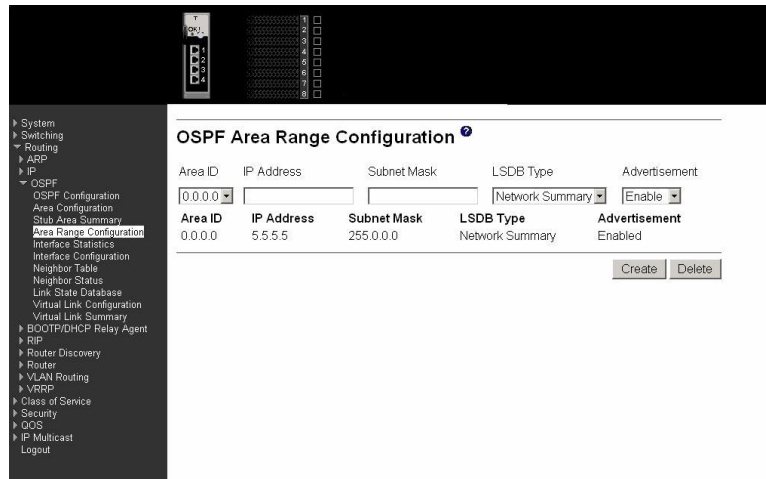 T
OK!
1
2
3
4
1
2
3
4
5
6
7
8
System
Switching
Routing
ARP
IP
OSPF
OSPF Configuration
Area Configuration
Stub Area Summary
Area Range Configuration
Interface Statistics
Interface Configuration
Neighbor Table
Neighbor Status
Link State Database
Virtual Link Configuration
Virtual Link Summary
BOOTP/DHCP Relay Agent
RIP
Router Discovery
Router
VLAN Routing
VRRP
Class of Service
Security
QOS
IP Multicast
Logout
OSPF Area Range Configuration ?
Area ID IP Address Subnet Mask LSDB Type Advertisement
0.0.0.0 Network Summary Enable
Area ID IP Address Subnet Mask LSDB Type Advertisement
0.0.0.0 5.5.5.5 255.0.0.0 Network Summary Enabled
Create Delete